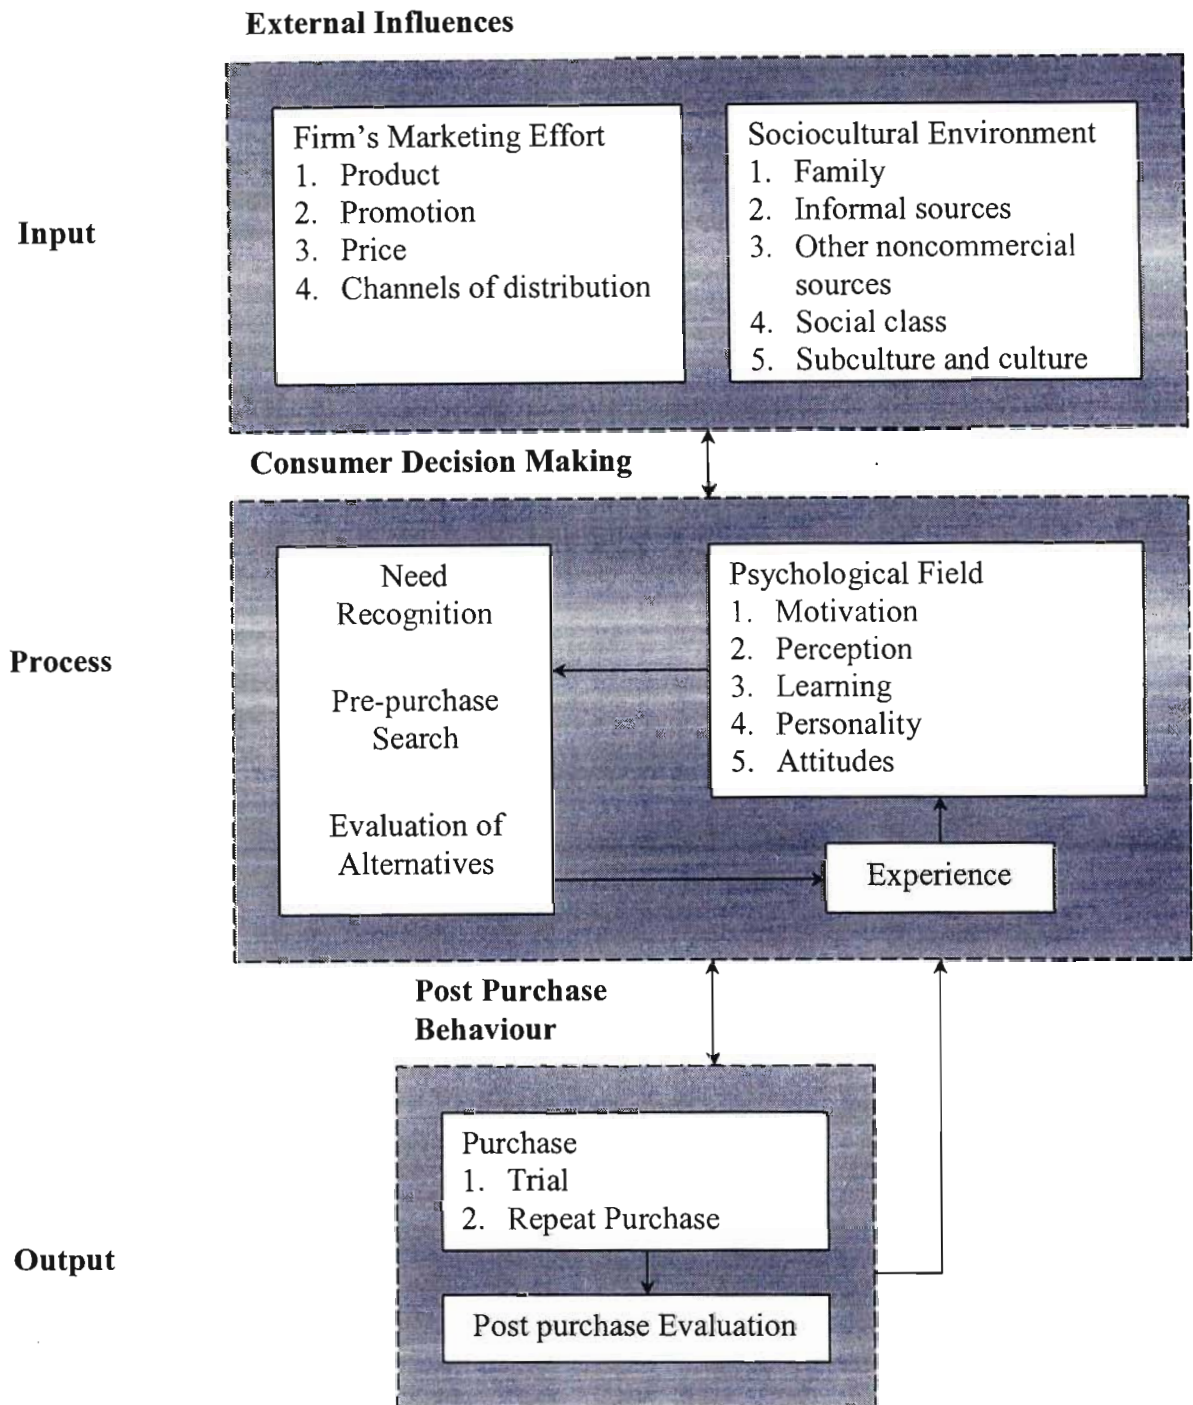 External Influences
Input
Firm's Marketing Effort
1. Product
2. Promotion
3. Price
4. Channels of distribution
Sociocultural Environment
1. Family
2. Informal sources
3. Other noncommercial
sources
4. Social class
5. Subculture and culture
Consumer Decision Making
Process
Need
Recognition
Pre-purchase
Search
Evaluation of
Alternatives
Psychological Field
1. Motivation
2. Perception
3. Learning
4. Personality
5. Attitudes
Experience
Post Purchase
Behaviour
Output
Purchase
1. Trial
2. Repeat Purchase
Post purchase Evaluation